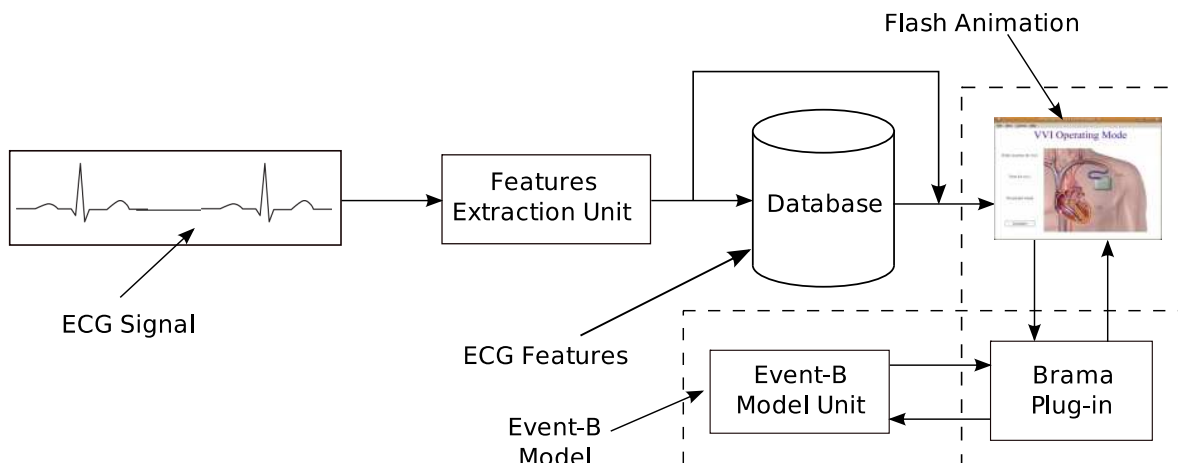 Flash Animation
VVI Operating Mode
Features
Extraction Unit
Database
ECG Signal
ECG Features
Event-B
Model Unit
Brama
Plug-in
Event-B
Model